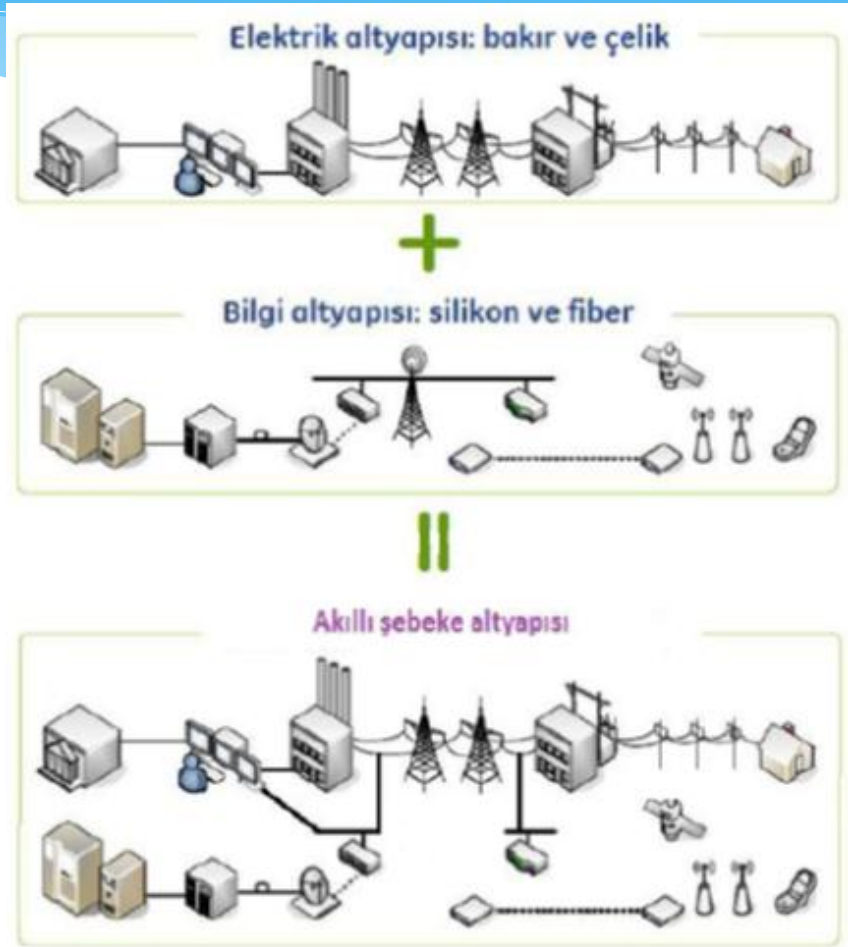 Elektrik altyapısı: bakır ve çelik
Bilgi altyapısı: silikon ve fiber
Akıllı şebeke altyapısı